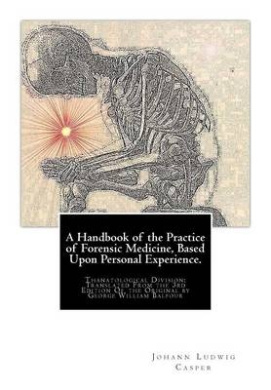 A Handbook of the Practice
of Forensic Medicine, Based
Upon Personal Experience.
Thanatological Division:
Translated From the 3rd
Edition Of, the Original by
George William Balfour
Johann Ludwig
Casper